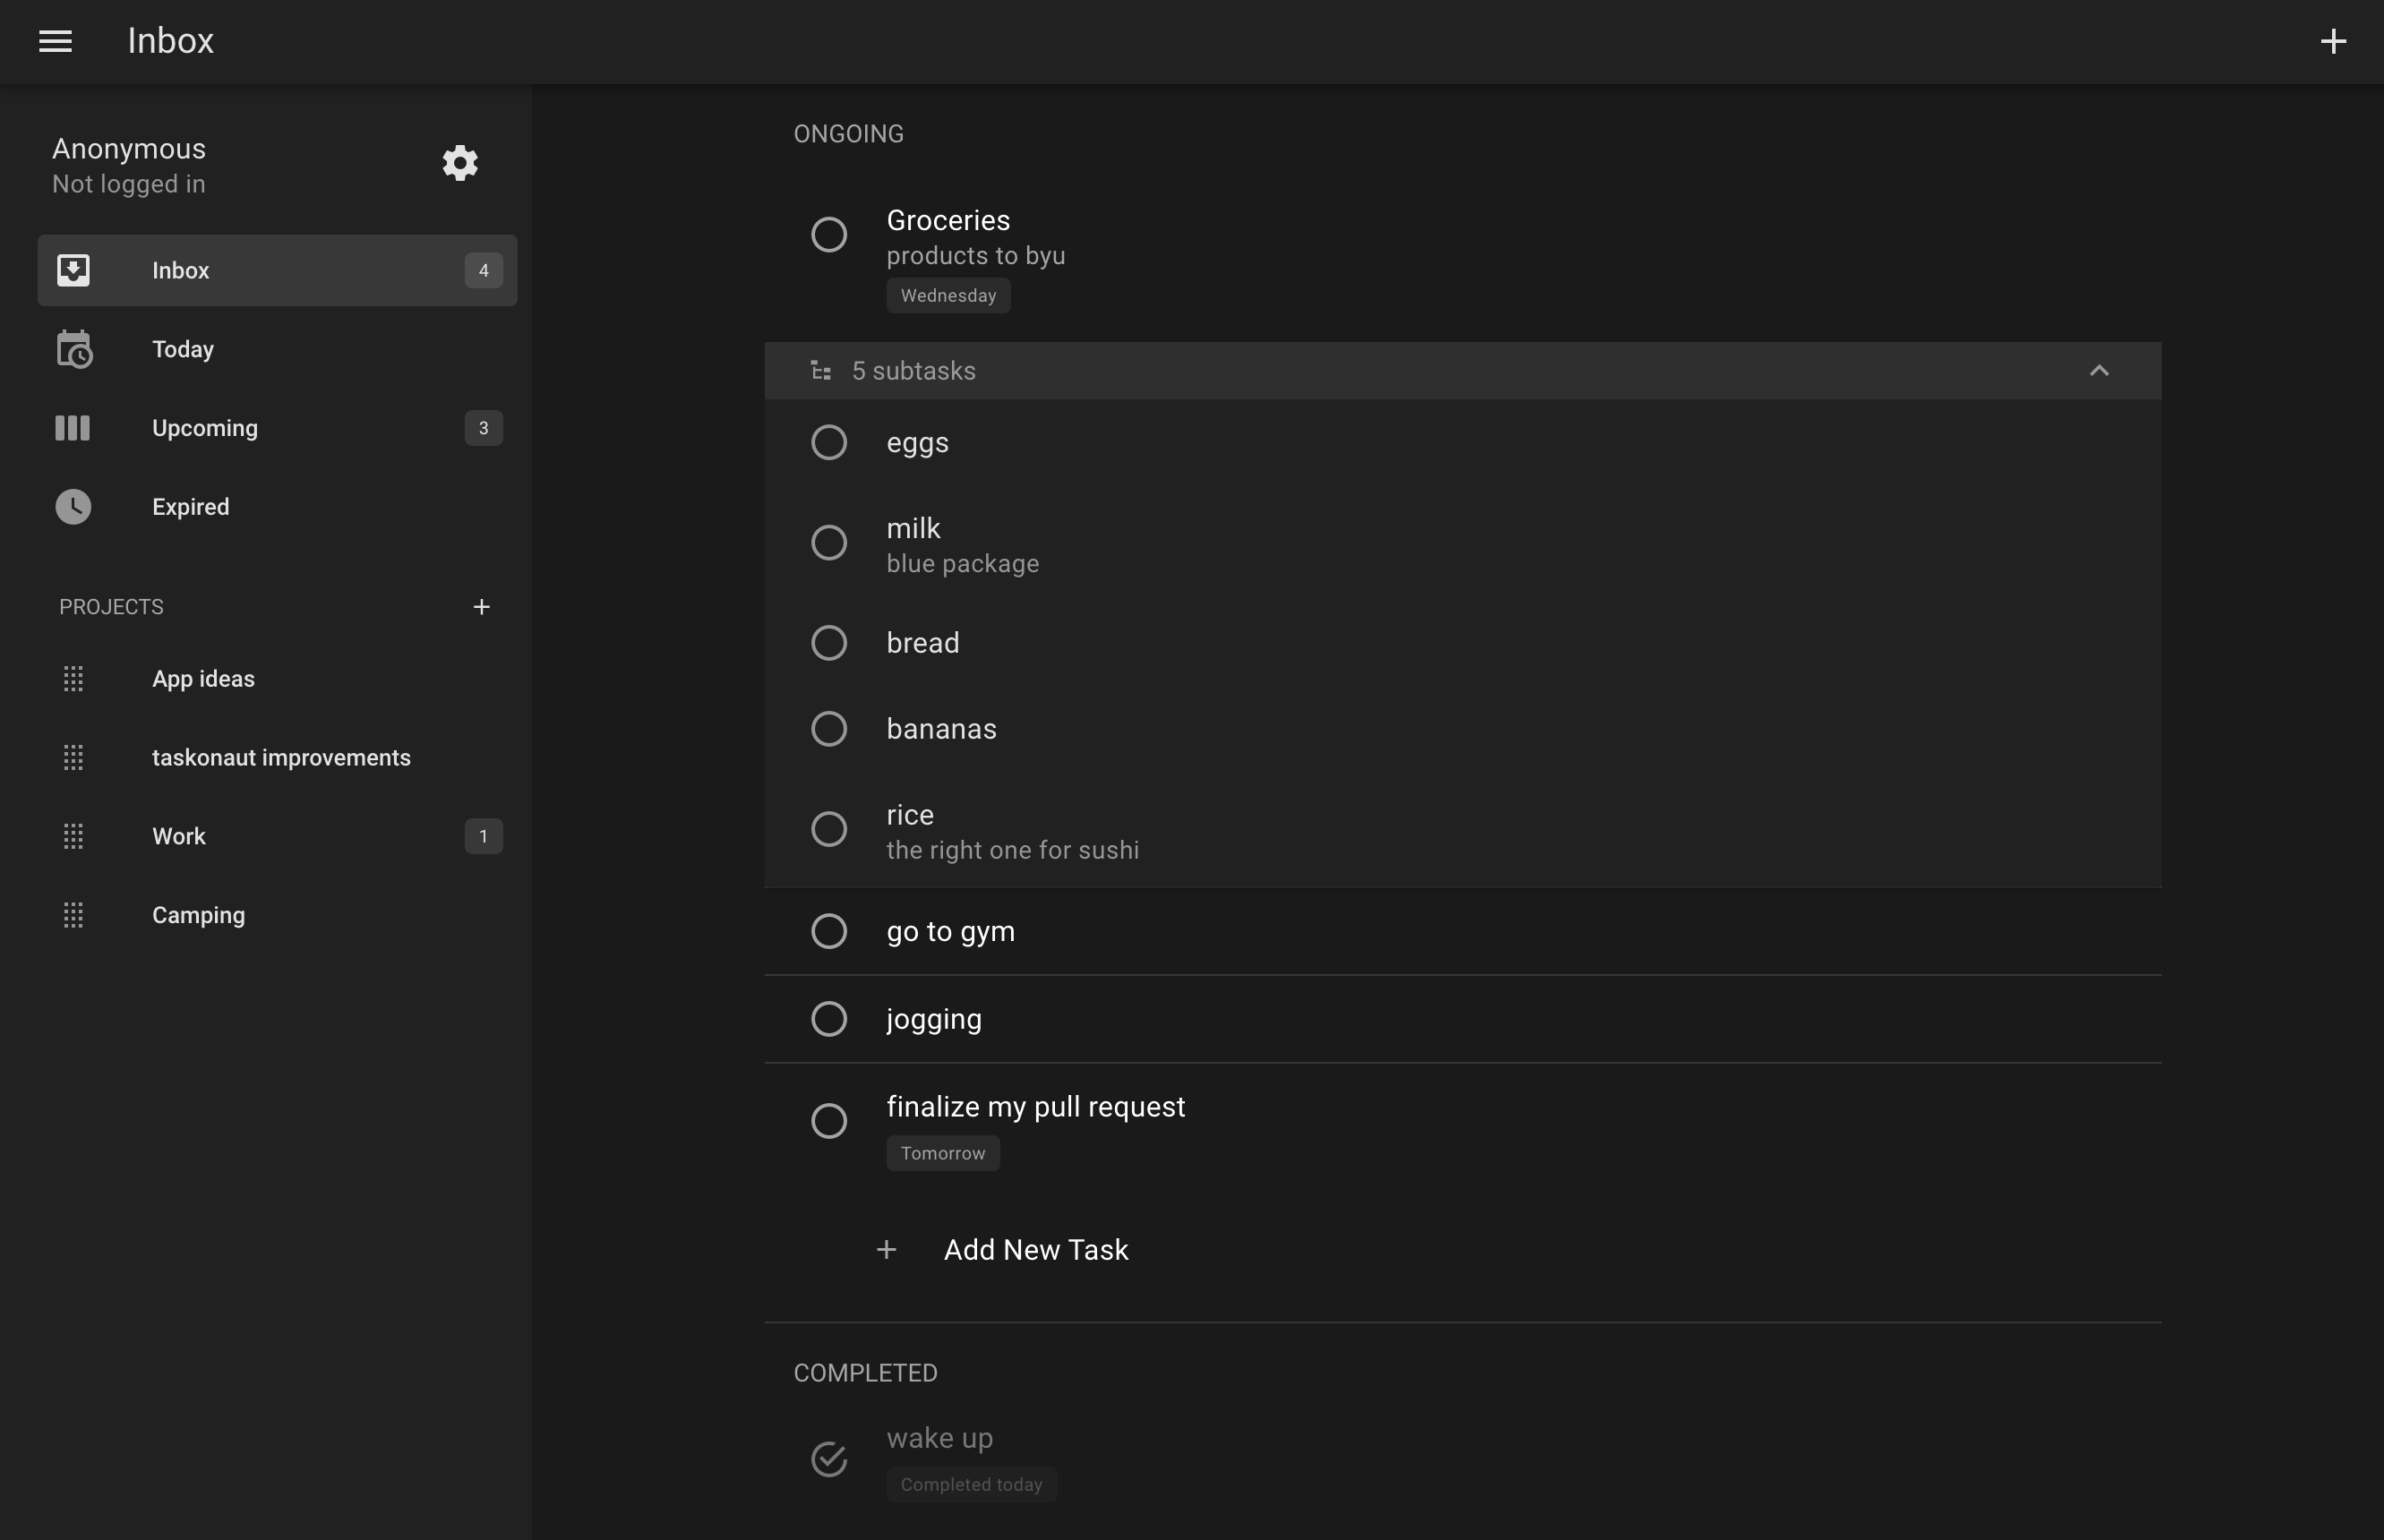 Inbox
Anonymous
Not logged in
Inbox 4
Today
Upcoming 3
Expired
PROJECTS
App ideas
taskonaut improvements
Work 1
Camping
ONGOING
Groceries
products to byu
Wednesday
5 subtasks
eggs
milk
blue package
bread
bananas
rice
the right one for sushi
go to gym
jogging
finalize my pull request
Tomorrow
Add New Task
COMPLETED
wake up
Completed today